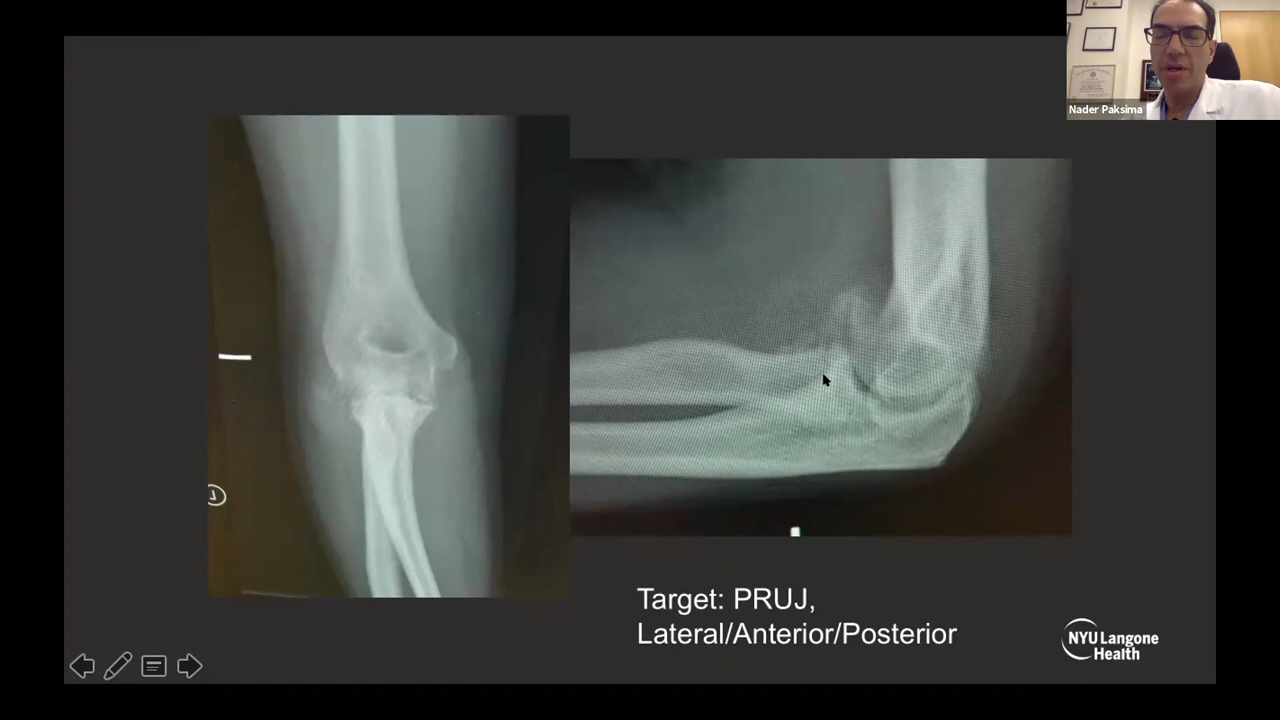 Nader Paksima
Target: PRUJ,
Lateral/Anterior/Posterior
NYU Langone
Health